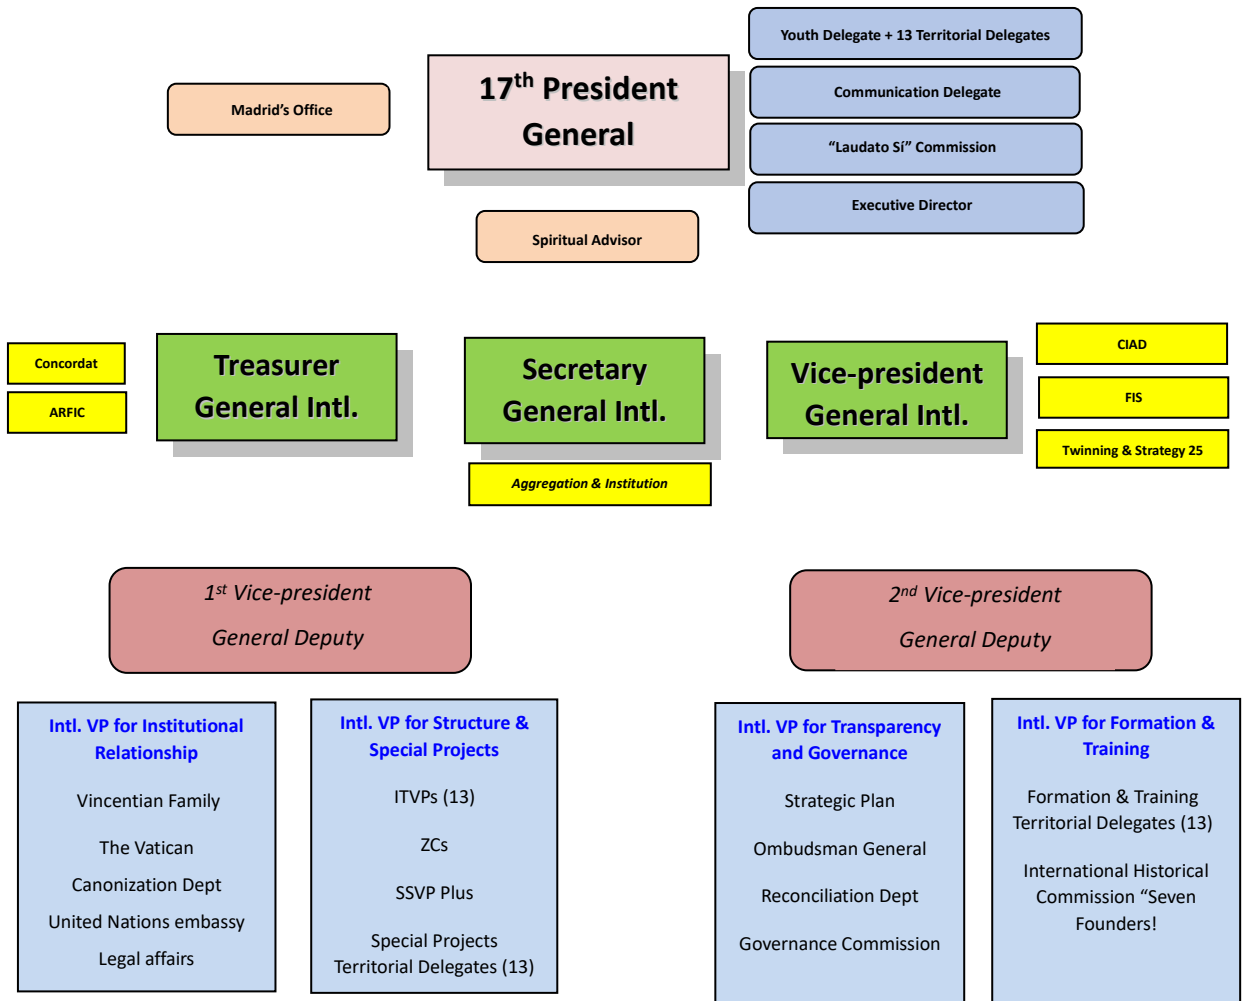 Youth Delegate + 13 Territorial Delegates
17th President
General
Communication Delegate
Madrid's Office
"Laudato Sí" Commission
Executive Director
Spiritual Advisor
Concordat
ARFIC
Treasurer
General Intl.
Secretary
General Intl.
Aggregation & Institution
Vice-president
General Intl.
CIAD
FIS
Twinning & Strategy 25
1st Vice-president
General Deputy
2nd Vice-president
General Deputy
Intl. VP for Institutional
Relationship
Vincentian Family
The Vatican
Canonization Dept
United Nations embassy
Legal affairs
Intl. VP for Structure &
Special Projects
ITVPs (13)
ZCs
SSVP Plus
Special Projects
Territorial Delegates (13)
Intl. VP for Transparency
and Governance
Strategic Plan
Ombudsman General
Reconciliation Dept
Governance Commission
Intl. VP for Formation &
Training
Formation & Training
Territorial Delegates (13)
International Historical
Commission "Seven
Founders!